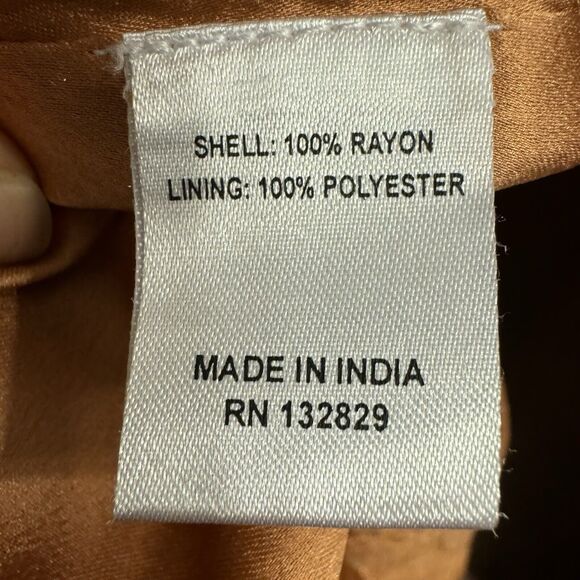 SHELL: 100% RAYON
LINING: 100% POLYESTER
MADE IN INDIA
RN 132829